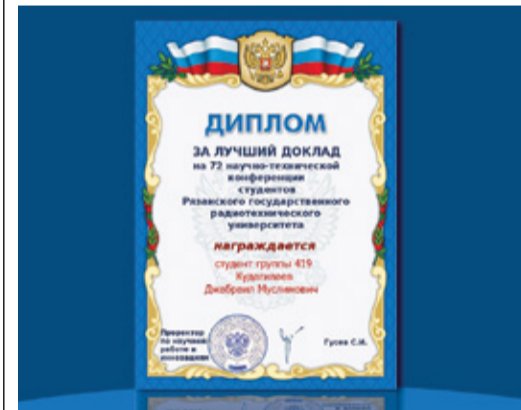 ДИПЛОМ
ЗА ЛУЧШИЙ ДОКЛАД
на 72 научно-технической
конференции
студентов
Рязанского государственного
радиотехнического
университета
награждается
студент группы 419
Джабраил Муслимович
Проректор
по научной
работе и
инновациям
Гусев С.И.